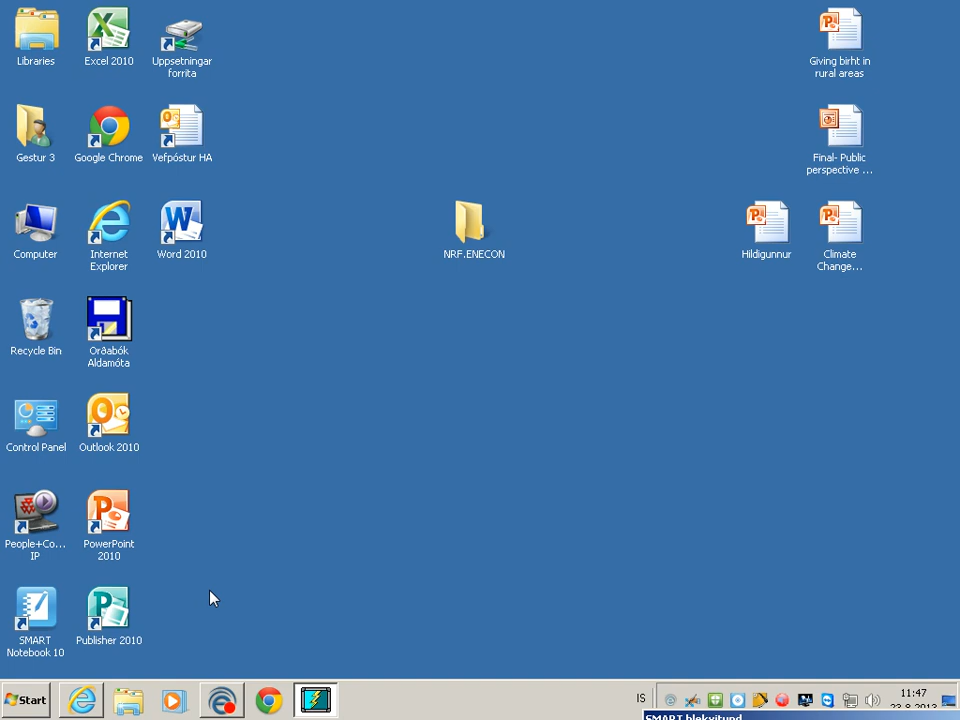 Libraries
Excel 2010
Uppsetningar
forrita
Giving birht in
rural areas
Gestur 3
Google Chrome
Vefpóstur HA
Final- Public
perspective ...
Computer
Internet
Explorer
Word 2010
NRF.ENECON
Hildigunnur
Climate
Change...
Recycle Bin
Orðabók
Aldamóta
Control Panel
Outlook 2010
People+Co...
IP
PowerPoint
2010
SMART
Notebook 10
Publisher 2010
Start
IS
11:47
23.8.2013
SMART blekvitund